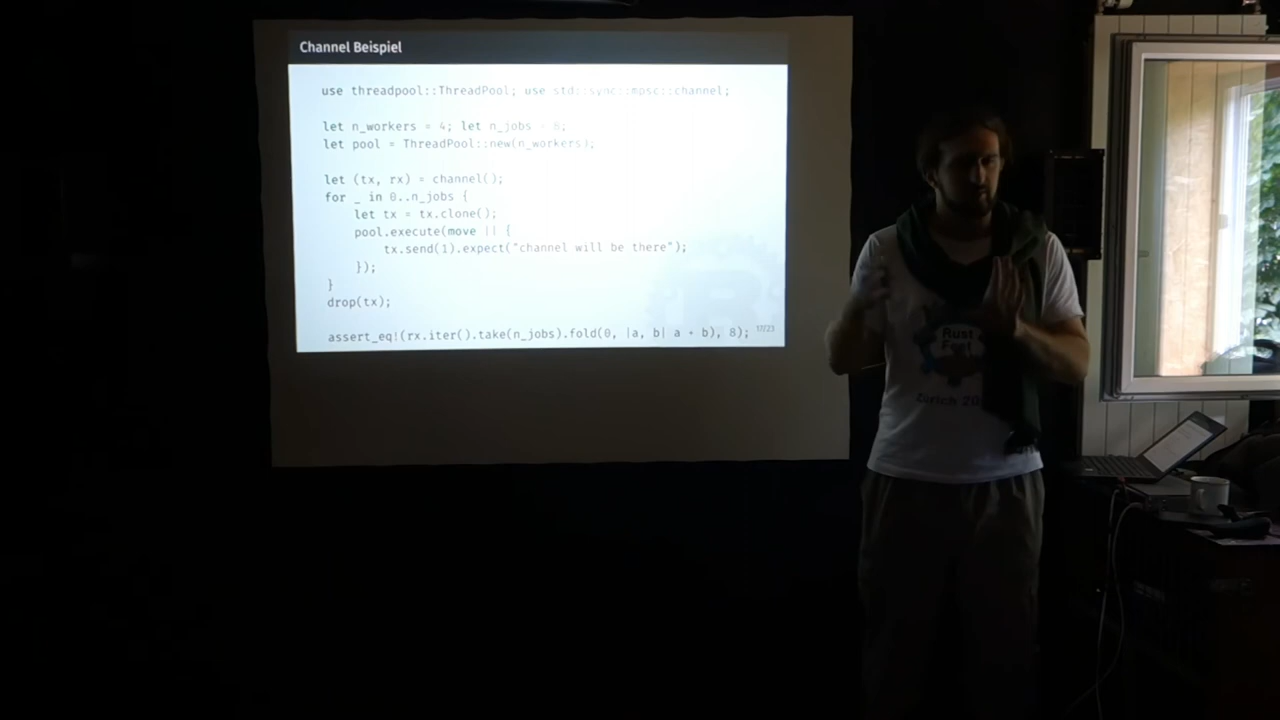 Channel Beispiel
use threadpool::ThreadPool; use std::sync::mpsc::channel;
let n_workers = 4; let n_jobs = 8;
let pool = ThreadPool::new(n_workers);
let (tx, rx) = channel();
for _ in 0..n_jobs {
let tx = tx.clone();
pool.execute(move || {
tx.send(1).expect("channel will be there");
});
}
drop(tx);
assert_eq!(rx.iter().take(n_jobs).fold(0, |a, b| a + b), 8);
17/23
Rust
Zurich